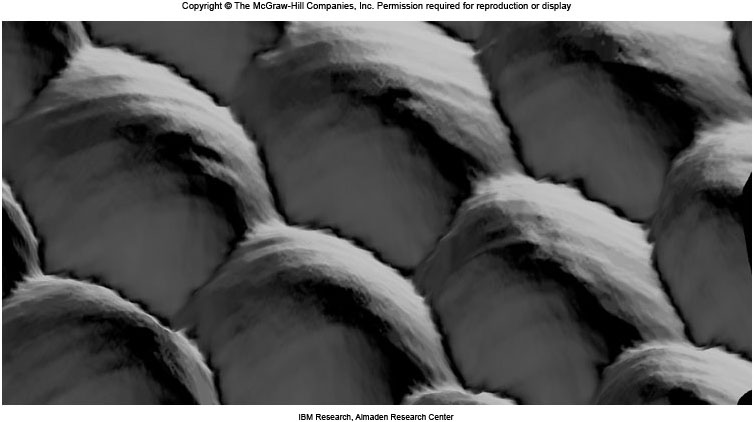 Copyright © The McGraw-Hill Companies, Inc. Permission required for reproduction or display
IBM Research, Almaden Research Center